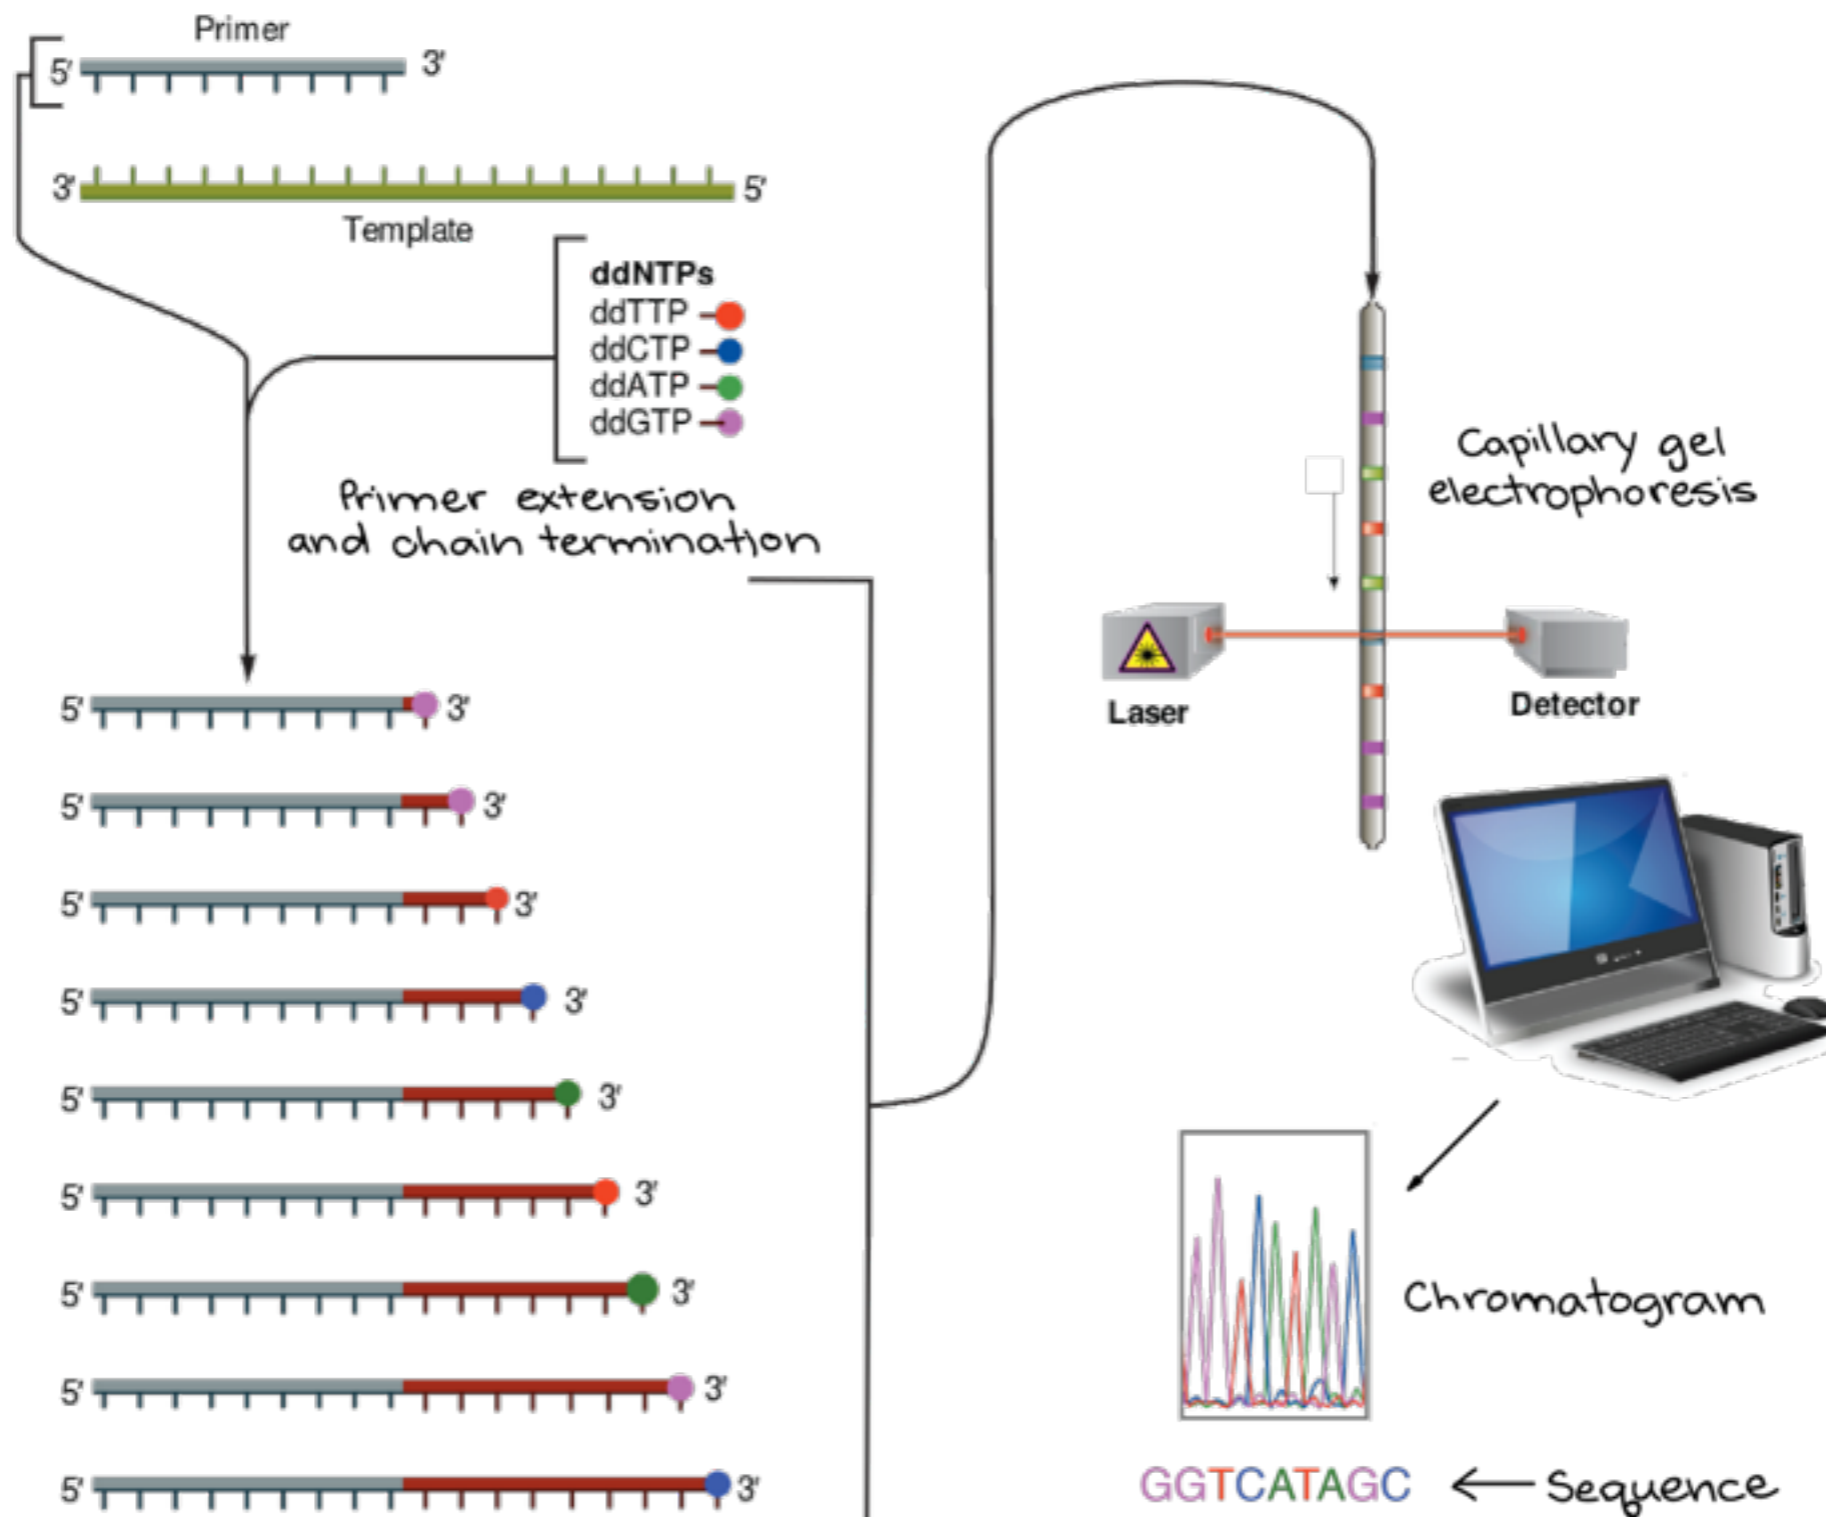 Primer
5' 3'
3' 5'
Template
ddNTPs
ddTTP
ddCTP
ddATP
ddGTP
Primer extension
and chain termination
5' 3'
5' 3'
5' 3'
5' 3'
5' 3'
5' 3'
5' 3'
5' 3'
5' 3'
Capillary gel
electrophoresis
Laser
Detector
Chromatogram
GGTCATAGC ← Sequence